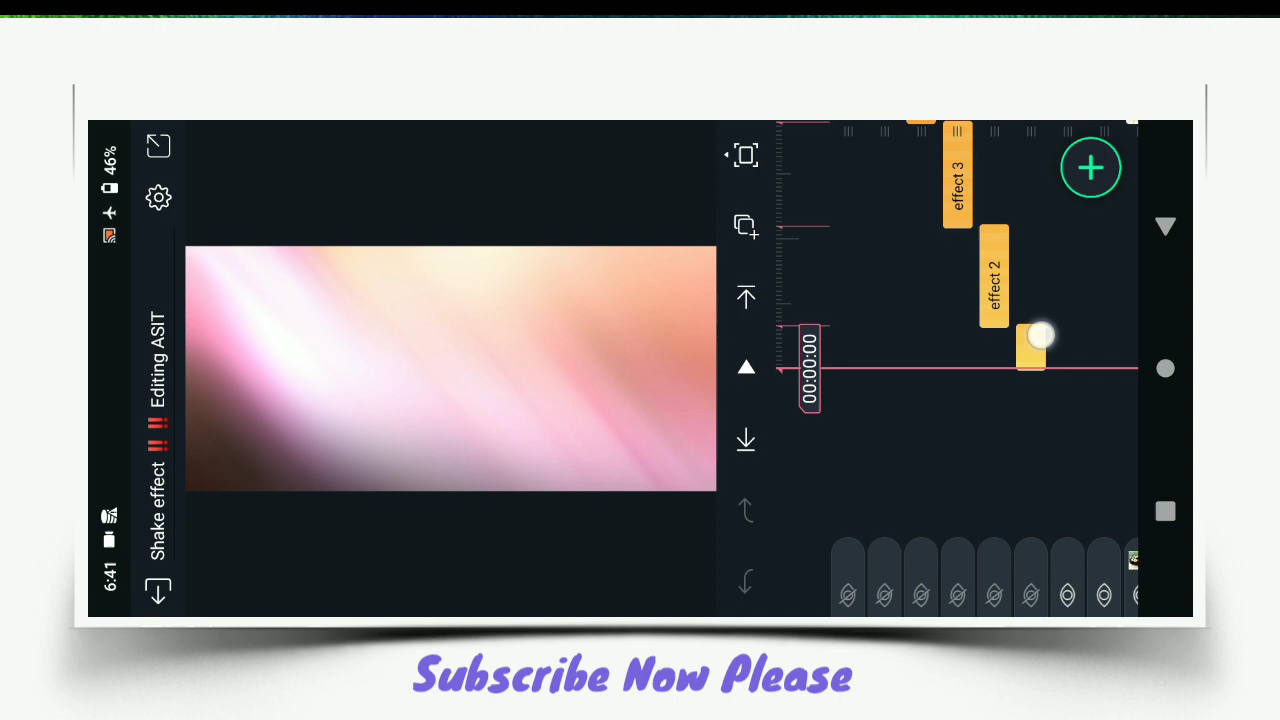 6:41
46%
Shake effect Editing ASIT
00:00:00
effect 3
effect 2
Subscribe Now Please